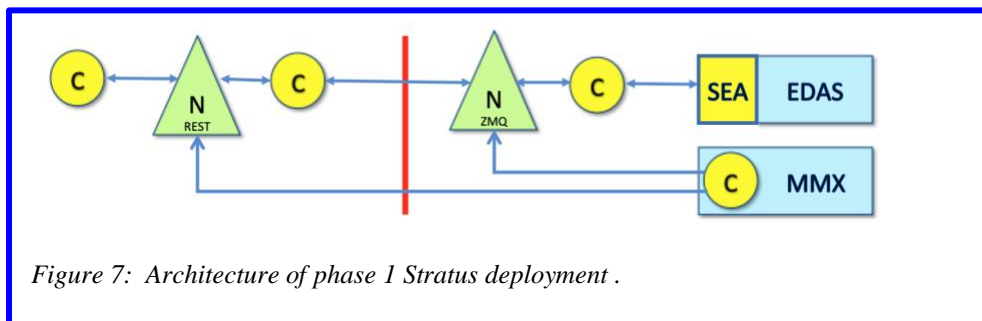 C
N
REST
C
N
ZMQ
C
SEA
EDAS
C
MMX
Figure 7:  Architecture of phase 1 Stratus deployment .